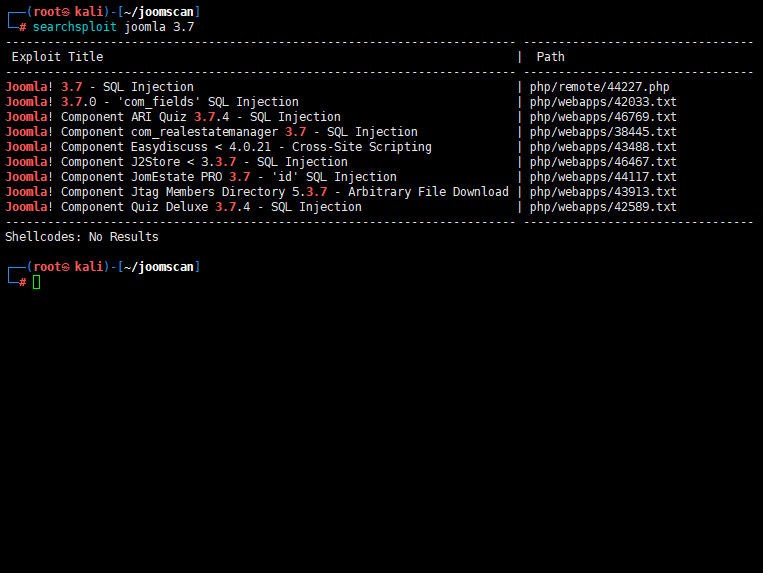 ┌──(root㉿kali)-[~/joomscan]
└─# searchsploit joomla 3.7
------------------------------------------------------------------------- ---------------------------------
 Exploit Title                                                           |  Path
------------------------------------------------------------------------- ---------------------------------
Joomla! 3.7 - SQL Injection                                              | php/remote/44227.php
Joomla! 3.7.0 - 'com_fields' SQL Injection                               | php/webapps/42033.txt
Joomla! Component ARI Quiz 3.7.4 - SQL Injection                         | php/webapps/46769.txt
Joomla! Component com_realestatemanager 3.7 - SQL Injection              | php/webapps/38445.txt
Joomla! Component Easydiscuss < 4.0.21 - Cross-Site Scripting            | php/webapps/43488.txt
Joomla! Component J2Store < 3.3.7 - SQL Injection                        | php/webapps/46467.txt
Joomla! Component JomEstate PRO 3.7 - 'id' SQL Injection                 | php/webapps/44117.txt
Joomla! Component Jtag Members Directory 5.3.7 - Arbitrary File Download | php/webapps/43913.txt
Joomla! Component Quiz Deluxe 3.7.4 - SQL Injection                      | php/webapps/42589.txt
------------------------------------------------------------------------- ---------------------------------
Shellcodes: No Results
┌──(root㉿kali)-[~/joomscan]
└─#